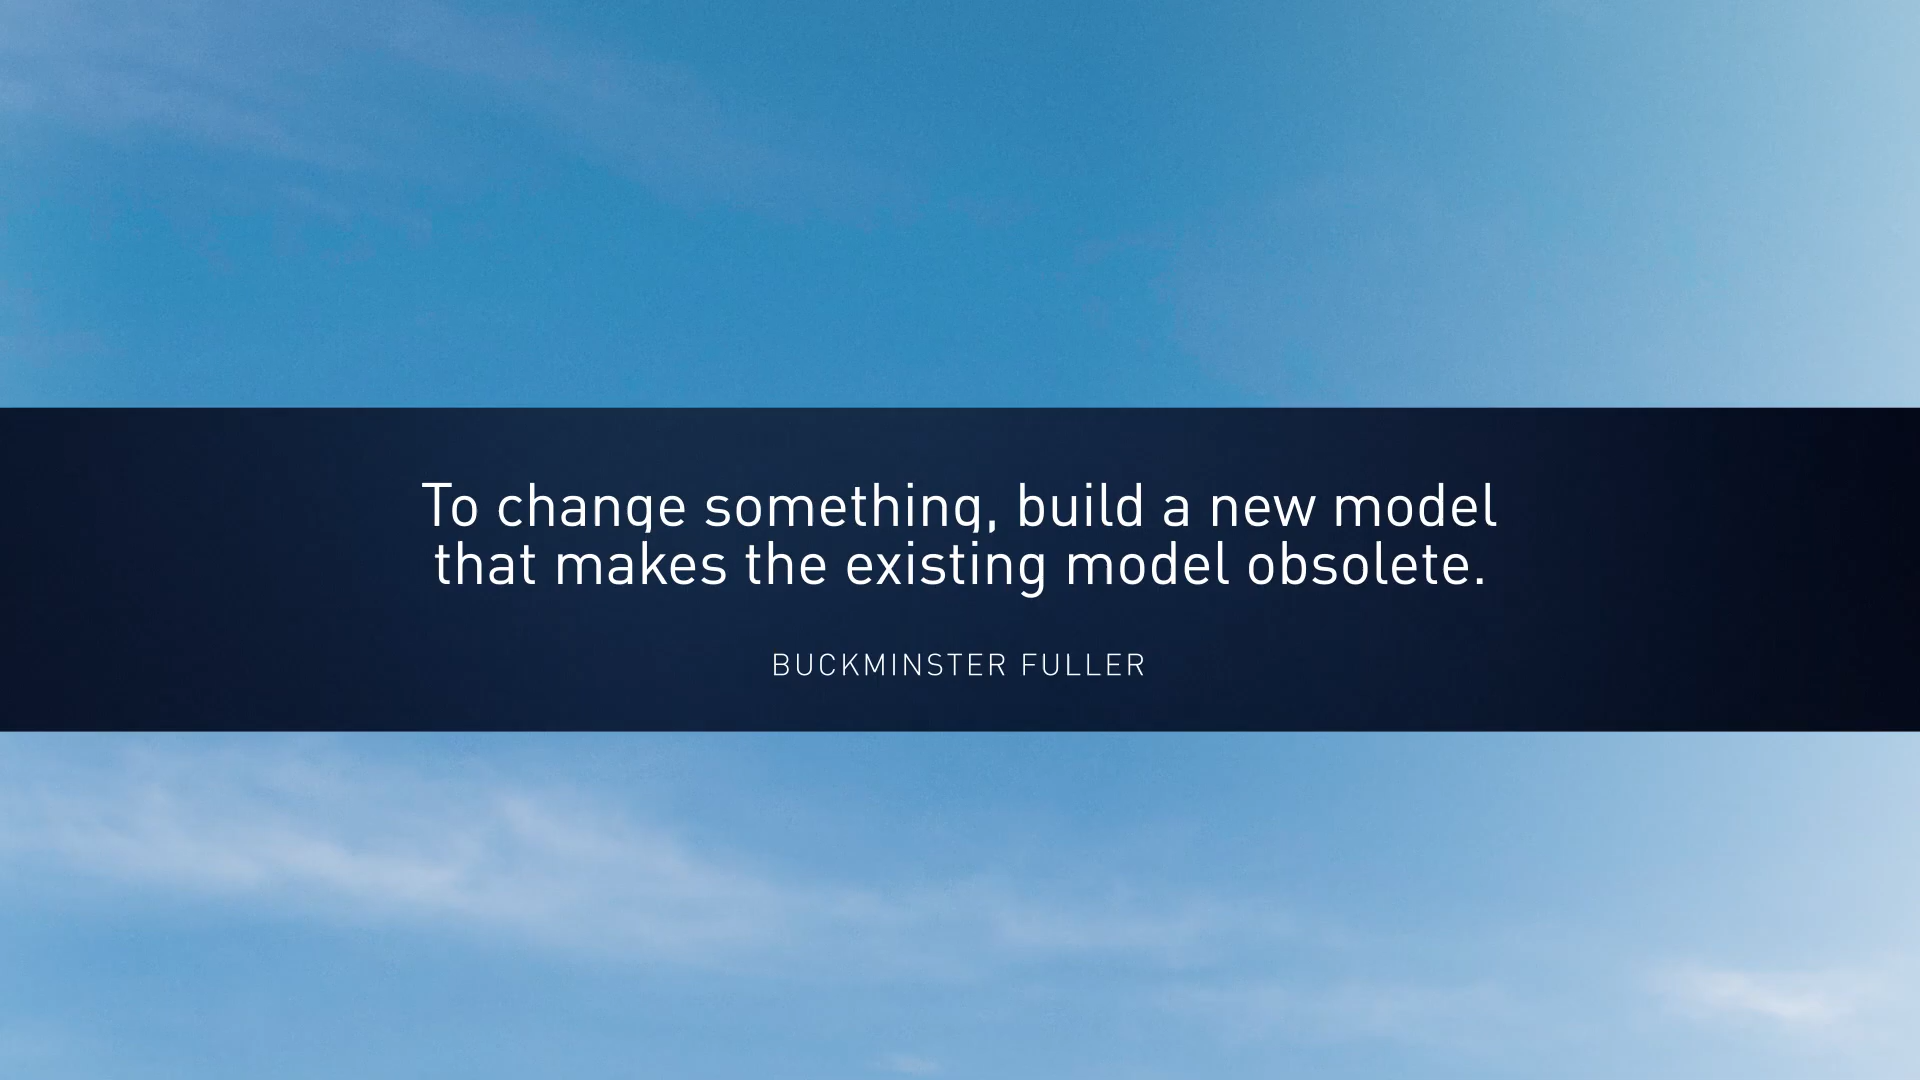 To change something, build a new model
that makes the existing model obsolete.
BUCKMINSTER FULLER